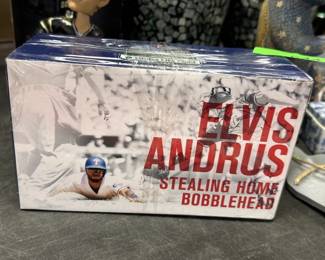 ELVIS
ANDRUS
STEALING HOME
BOBBLEHEAD